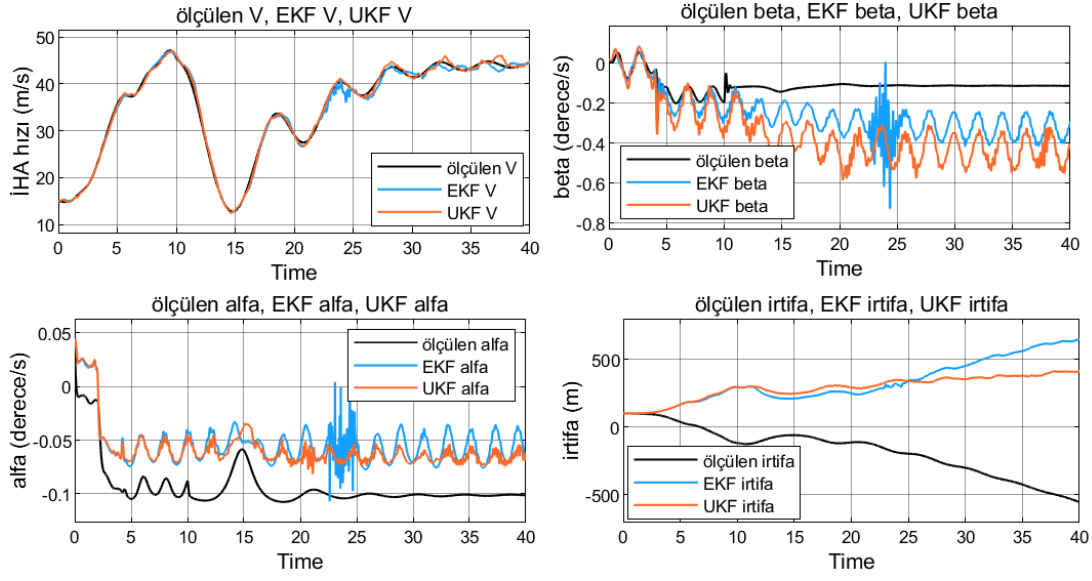 ölçülen V, EKF V, UKF V
50
40
30
20
10
İHA hızı (m/s)
ölçülen V
EKF V
UKF V
0 5 10 15 20 25 30 35 40
Time
ölçülen beta, EKF beta, UKF beta
0
-0.2
-0.4
-0.6
-0.8
beta (derece/s)
ölçülen beta
EKF beta
UKF beta
0 5 10 15 20 25 30 35 40
Time
ölçülen alfa, EKF alfa, UKF alfa
0.05
0
-0.05
-0.1
alfa (derece/s)
ölçülen alfa
EKF alfa
UKF alfa
0 5 10 15 20 25 30 35 40
Time
ölçülen irtifa, EKF irtifa, UKF irtifa
500
0
-500
irtifa (m)
ölçülen irtifa
EKF irtifa
UKF irtifa
0 5 10 15 20 25 30 35 40
Time